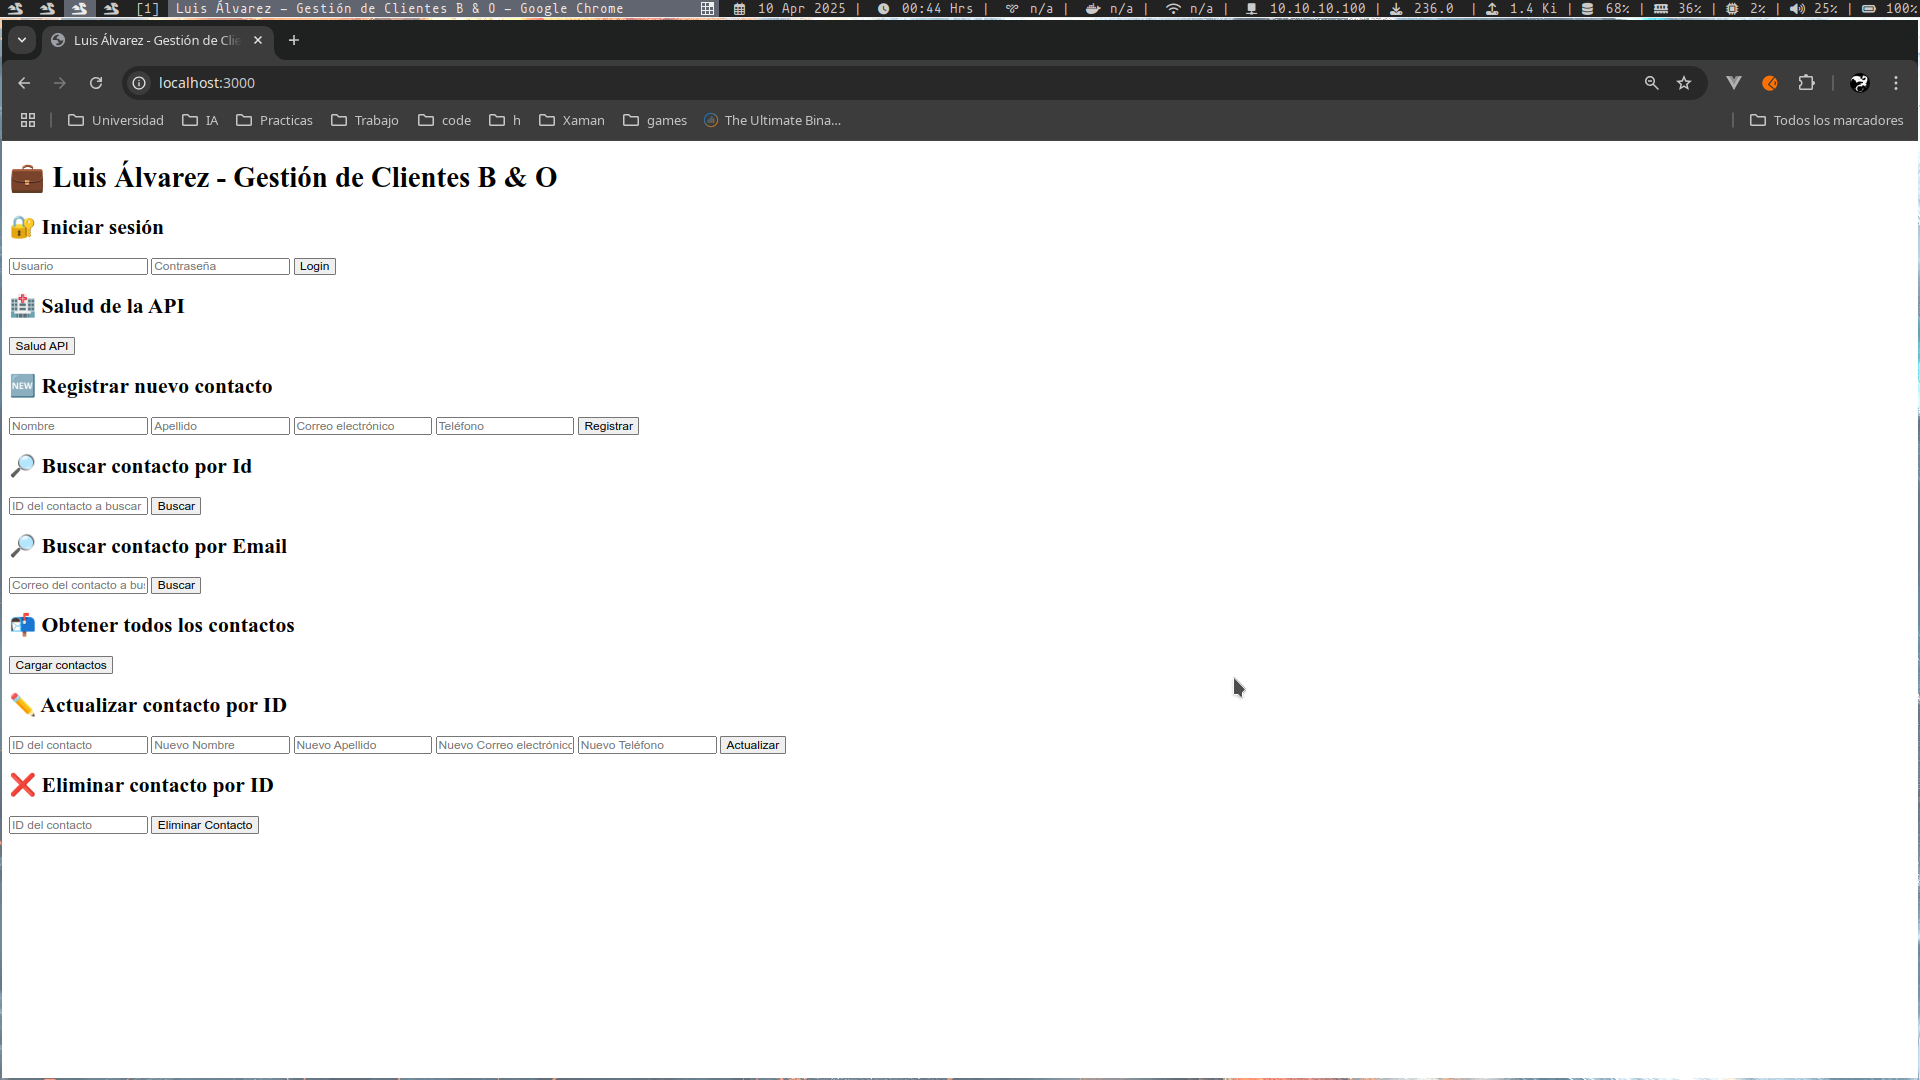 [1] Luis Álvarez – Gestión de Clientes B & O – Google Chrome 10 Apr 2025 | 00:44 Hrs | n/a | n/a | n/a | 10.10.10.100 | 236.0 | 1.4 Ki | 68% | 36% | 2% | 25% | 100%
Luis Álvarez - Gestión de Clie
localhost:3000
Universidad IA Practicas Trabajo code h Xaman games The Ultimate Bina... Todos los marcadores
💼 Luis Álvarez - Gestión de Clientes B & O
🔐 Iniciar sesión
Usuario Contraseña Login
🏥 Salud de la API
Salud API
🆕 Registrar nuevo contacto
Nombre Apellido Correo electrónico Teléfono Registrar
🔎 Buscar contacto por Id
ID del contacto a buscar Buscar
🔎 Buscar contacto por Email
Correo del contacto a bus Buscar
📬 Obtener todos los contactos
Cargar contactos
✏️ Actualizar contacto por ID
ID del contacto Nuevo Nombre Nuevo Apellido Nuevo Correo electrónico Nuevo Teléfono Actualizar
❌ Eliminar contacto por ID
ID del contacto Eliminar Contacto